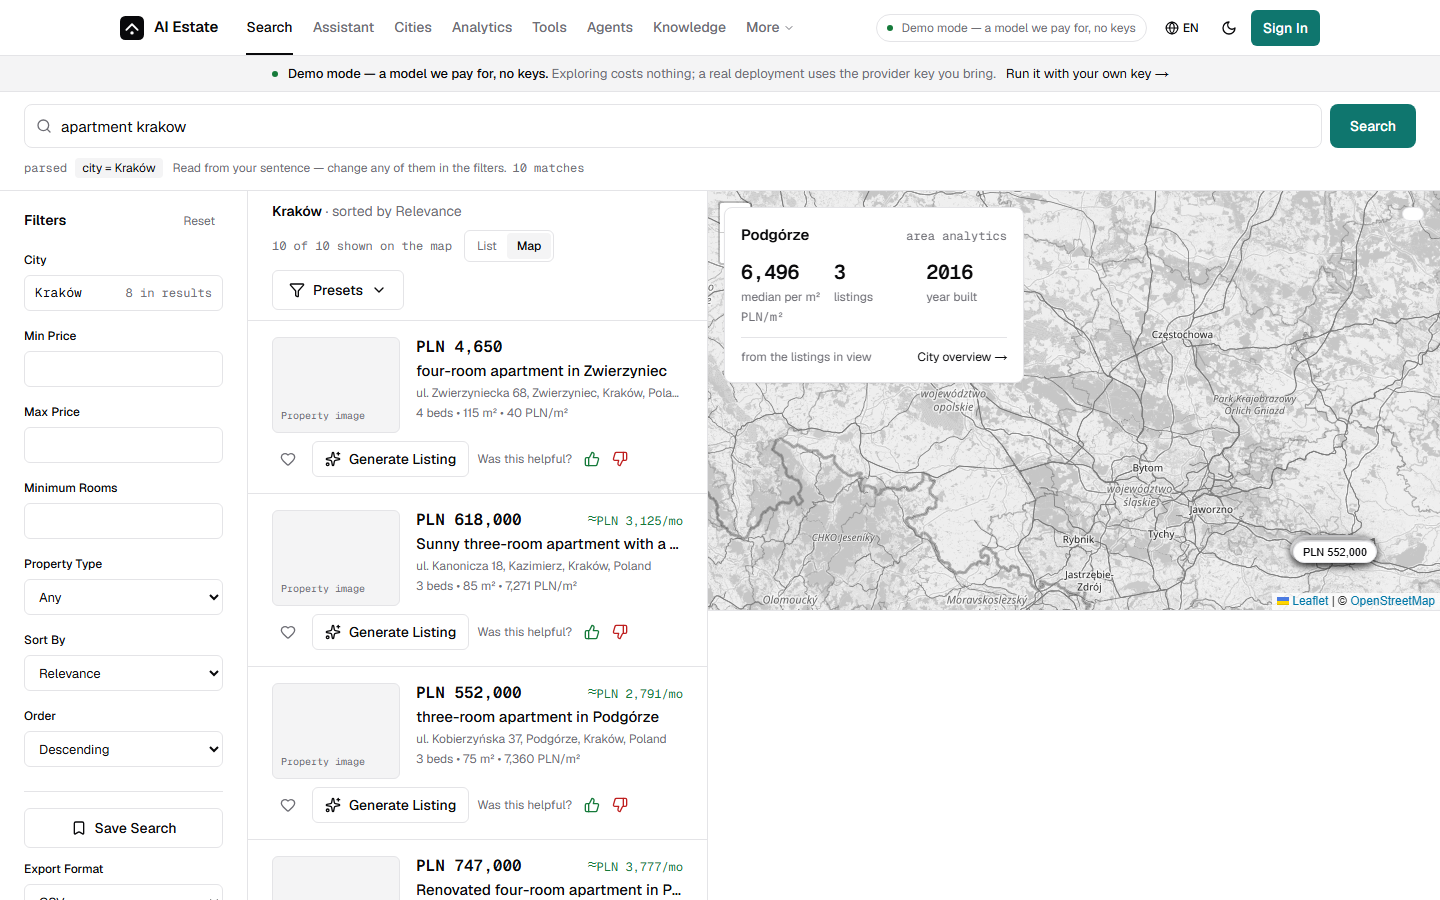 AI Estate
Search
Assistant
Cities
Analytics
Tools
Agents
Knowledge
More
Demo mode — a model we pay for, no keys
EN
Sign In
Demo mode — a model we pay for, no keys. Exploring costs nothing; a real deployment uses the provider key you bring. Run it with your own key →
apartment krakow
Search
parsed city = Kraków Read from your sentence — change any of them in the filters. 10 matches
Filters
Reset
City
Kraków 8 in results
Min Price
Max Price
Minimum Rooms
Property Type
Any
Sort By
Relevance
Order
Descending
Save Search
Export Format
Kraków · sorted by Relevance
10 of 10 shown on the map
List
Map
Presets
PLN 4,650
four-room apartment in Zwierzyniec
ul. Zwierzyniecka 68, Zwierzyniec, Kraków, Pola...
4 beds • 115 m² • 40 PLN/m²
Property image
Generate Listing
Was this helpful?
PLN 618,000
≈PLN 3,125/mo
Sunny three-room apartment with a ...
ul. Kanonicza 18, Kazimierz, Kraków, Poland
3 beds • 85 m² • 7,271 PLN/m²
Property image
Generate Listing
Was this helpful?
PLN 552,000
≈PLN 2,791/mo
three-room apartment in Podgórze
ul. Kobierzyńska 37, Podgórze, Kraków, Poland
3 beds • 75 m² • 7,360 PLN/m²
Property image
Generate Listing
Was this helpful?
PLN 747,000
≈PLN 3,777/mo
Renovated four-room apartment in P...
Podgórze
area analytics
6,496
median per m²
PLN/m²
3
listings
2016
year built
from the listings in view
City overview →
Częstochowa
województwo
opolskie
Park Krajobrazowy
Orlich Gniazd
Bytom
województwo
śląskie
Jaworzno
CHKO Jeseníky
Rybnik
Tychy
PLN 552,000
Jastrzębie-
Zdrój
Olomoucký
Moravskoslezský
Leaflet | © OpenStreetMap